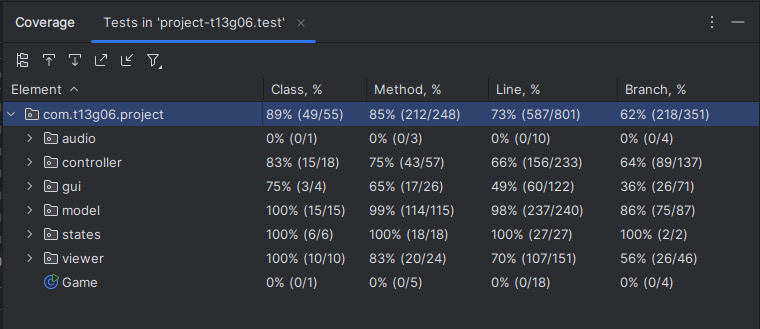 Coverage Tests in 'project-t13g06.test' ×
Element Class, % Method, % Line, % Branch, %
com.t13g06.project 89% (49/55) 85% (212/248) 73% (587/801) 62% (218/351)
audio 0% (0/1) 0% (0/3) 0% (0/10) 0% (0/4)
controller 83% (15/18) 75% (43/57) 66% (156/233) 64% (89/137)
gui 75% (3/4) 65% (17/26) 49% (60/122) 36% (26/71)
model 100% (15/15) 99% (114/115) 98% (237/240) 86% (75/87)
states 100% (6/6) 100% (18/18) 100% (27/27) 100% (2/2)
viewer 100% (10/10) 83% (20/24) 70% (107/151) 56% (26/46)
Game 0% (0/1) 0% (0/5) 0% (0/18) 0% (0/4)